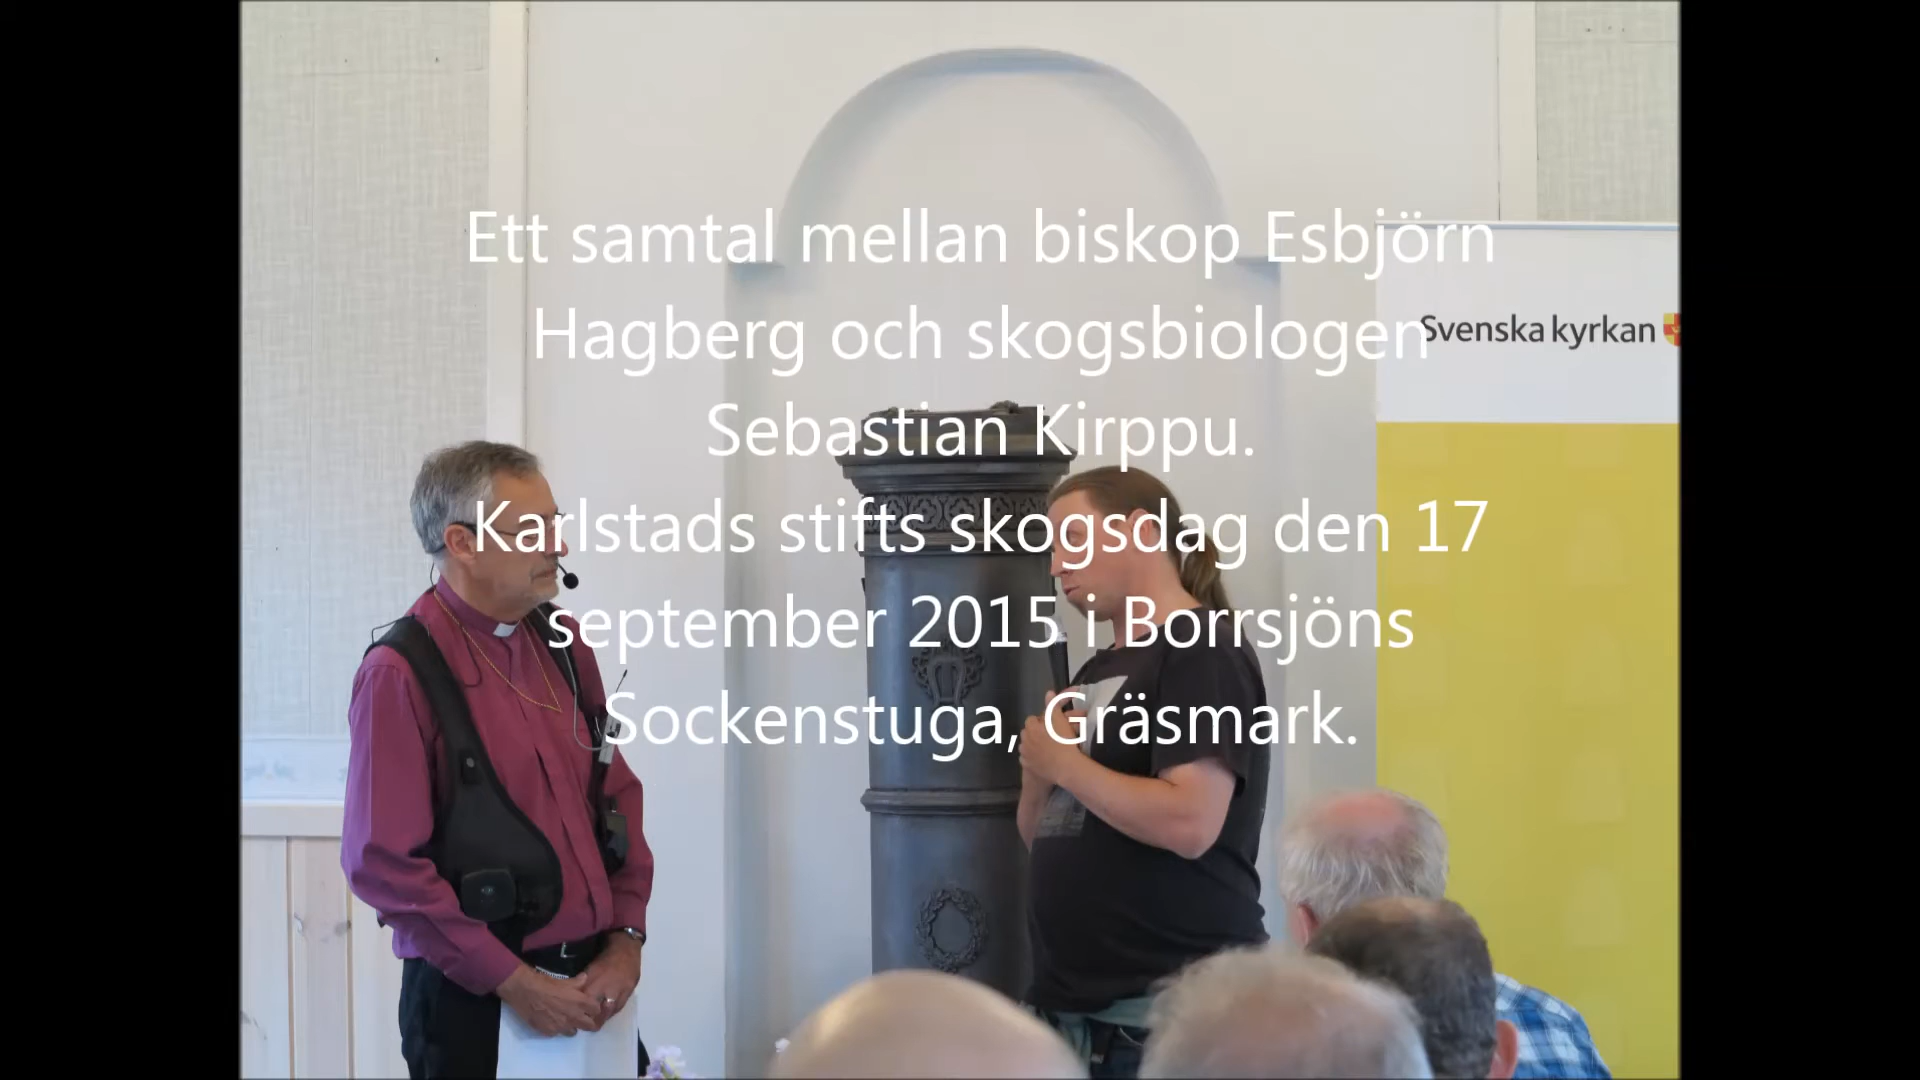 Ett samtal mellan biskop Esbjörn
Hagberg och skogsbiologen
Svenska kyrkan
Sebastian Kirppu.
Karlstads stifts skogsdag den 17
september 2015 i Borrsjöns
Sockenstuga, Gräsmark.